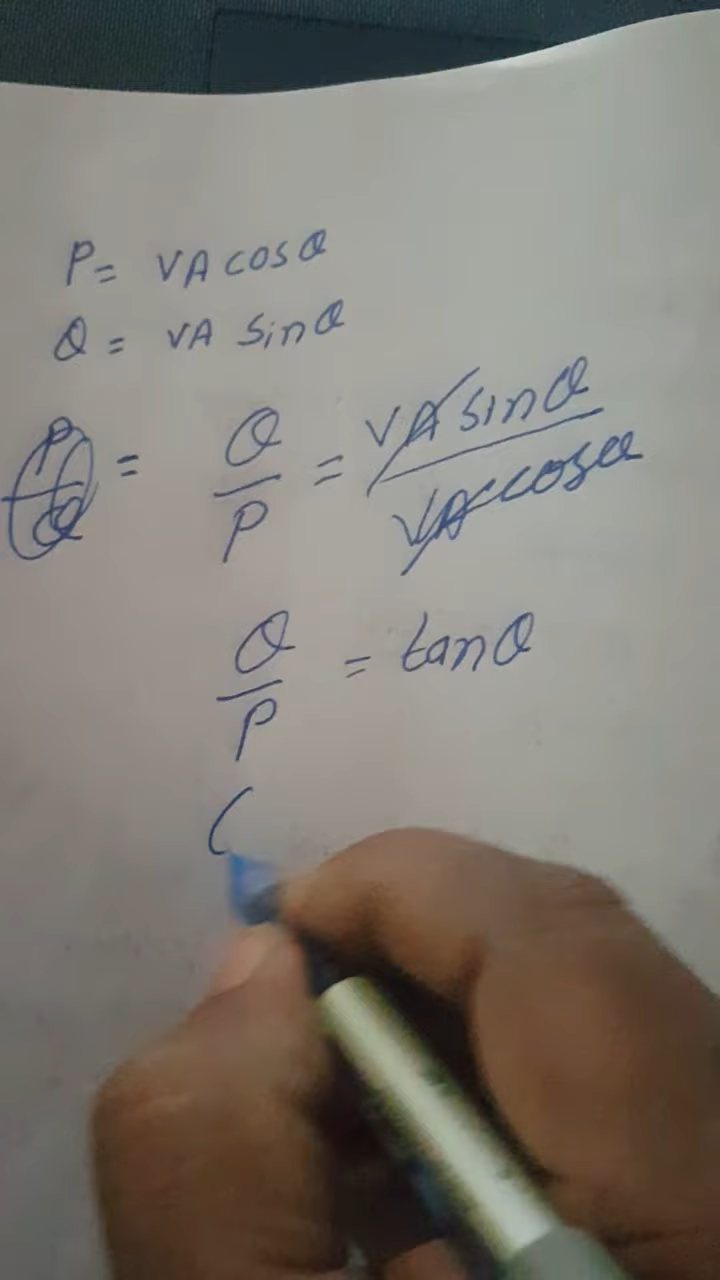 P = VA cosθ
Q = VA sinθ
P/Q = Q/P = VA sinθ / VA cosθ
Q/P = tanθ
(